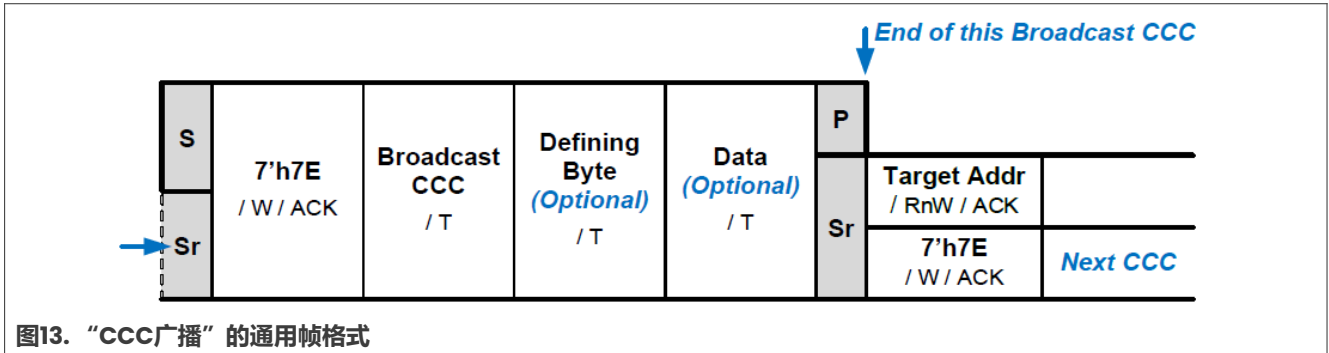 End of this Broadcast CCC
S
Sr
7'h7E
/ W / ACK
Broadcast
CCC
/ T
Defining
Byte
(Optional)
/ T
Data
(Optional)
/ T
P
Sr
Target Addr
/ RnW / ACK
7'h7E
/ W / ACK
Next CCC
图13. “CCC广播”的通用帧格式